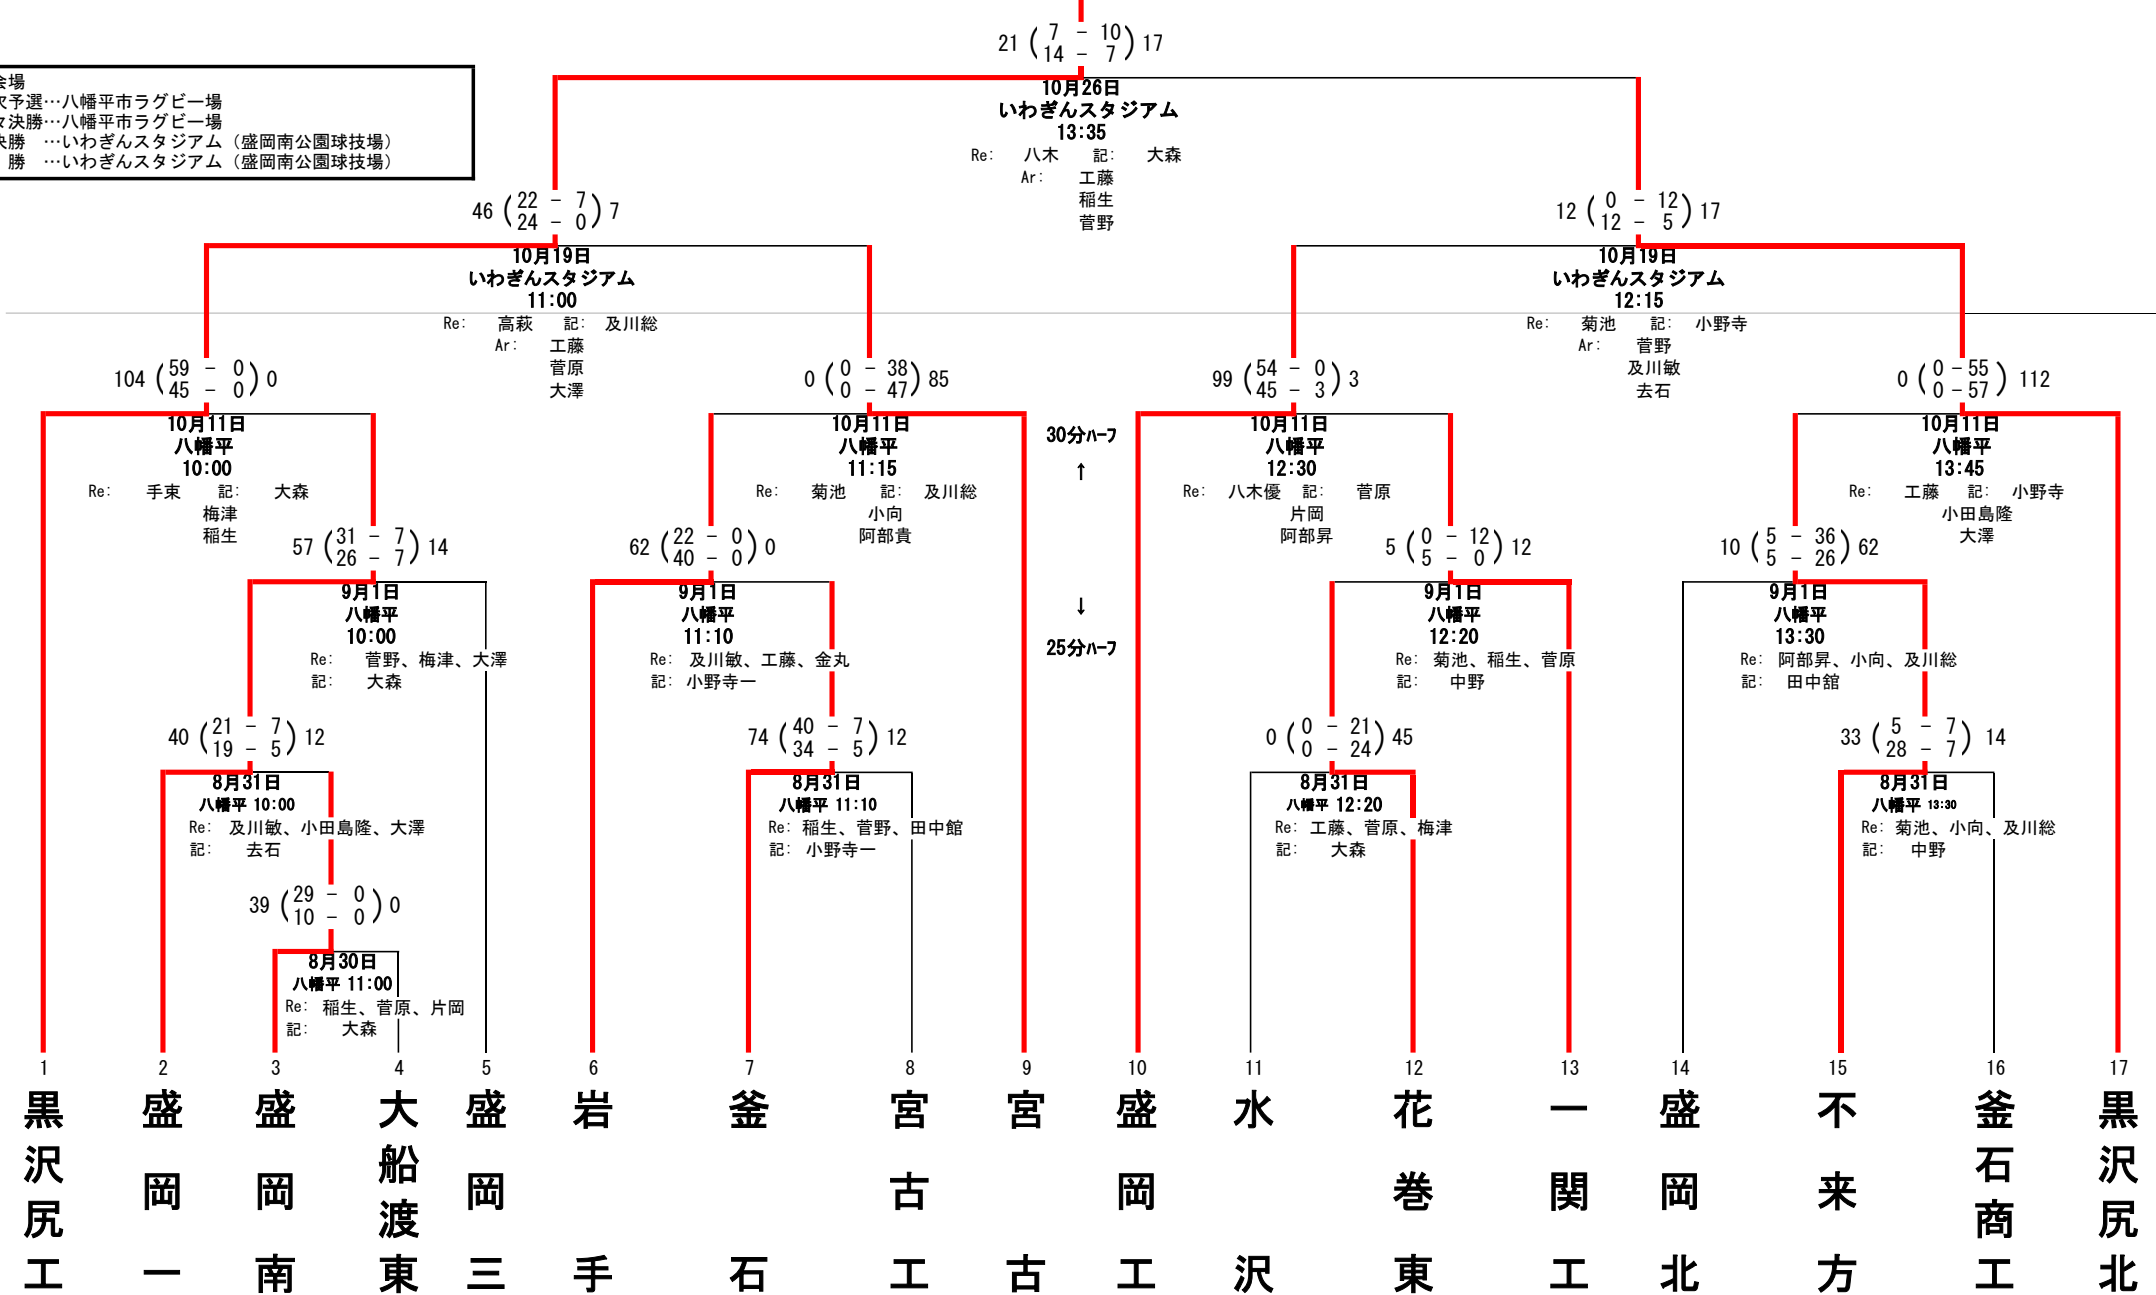 21 ( 7 - 10 ) 17
14 - 7
会場
次予選…八幡平市ラグビー場
々決勝…八幡平市ラグビー場
決勝 …いわぎんスタジアム（盛岡南公園球技場）
勝 …いわぎんスタジアム（盛岡南公園球技場）
10月26日
いわぎんスタジアム
13:35
Re: 八木 記: 大森
Ar: 工藤
稲生
菅野
46 ( 22 - 7 ) 7
24 - 0
10月19日
いわぎんスタジアム
11:00
Re: 高萩 記: 及川総
Ar: 工藤
菅原
大澤
12 ( 0 - 12 ) 17
12 - 5
10月19日
いわぎんスタジアム
12:15
Re: 菊池 記: 小野寺
Ar: 菅野
及川敏
去石
104 ( 59 - 0 ) 0
45 - 0
10月11日
八幡平
10:00
Re: 手束 記: 大森
梅津
稲生
0 ( 0 - 38 ) 85
0 - 47
10月11日
八幡平
11:15
Re: 菊池 記: 及川総
小向
阿部貴
30分ﾊｰﾌ
↑
↓
25分ﾊｰﾌ
99 ( 54 - 0 ) 3
45 - 3
10月11日
八幡平
12:30
Re: 八木優 記: 菅原
片岡
阿部昇
0 ( 0 - 55 ) 112
0 - 57
10月11日
八幡平
13:45
Re: 工藤 記: 小野寺
小田島隆
大澤
57 ( 31 - 7 ) 14
26 - 7
9月1日
八幡平
10:00
Re: 菅野、梅津、大澤
記: 大森
62 ( 22 - 0 ) 0
40 - 0
9月1日
八幡平
11:10
Re: 及川敏、工藤、金丸
記: 小野寺一
5 ( 0 - 12 ) 12
5 - 0
9月1日
八幡平
12:20
Re: 菊池、稲生、菅原
記: 中野
10 ( 5 - 36 ) 62
5 - 26
9月1日
八幡平
13:30
Re: 阿部昇、小向、及川総
記: 田中舘
40 ( 21 - 7 ) 12
19 - 5
8月31日
八幡平 10:00
Re: 及川敏、小田島隆、大澤
記: 去石
74 ( 40 - 7 ) 12
34 - 5
8月31日
八幡平 11:10
Re: 稲生、菅野、田中館
記: 小野寺一
0 ( 0 - 21 ) 45
0 - 24
8月31日
八幡平 12:20
Re: 工藤、菅原、梅津
記: 大森
33 ( 5 - 7 ) 14
28 - 7
8月31日
八幡平 13:30
Re: 菊池、小向、及川総
記: 中野
39 ( 29 - 0 ) 0
10 - 0
8月30日
八幡平 11:00
Re: 稲生、菅原、片岡
記: 大森
1 2 3 4 5 6 7 8 9 10 11 12 13 14 15 16 17
黒沢尻工
盛岡一
盛岡南
大船渡東
盛岡三
岩手
釜石
宮古工
宮古
盛岡工
水沢
花巻東
一関工
盛岡北
不来方
釜石商工
黒沢尻北